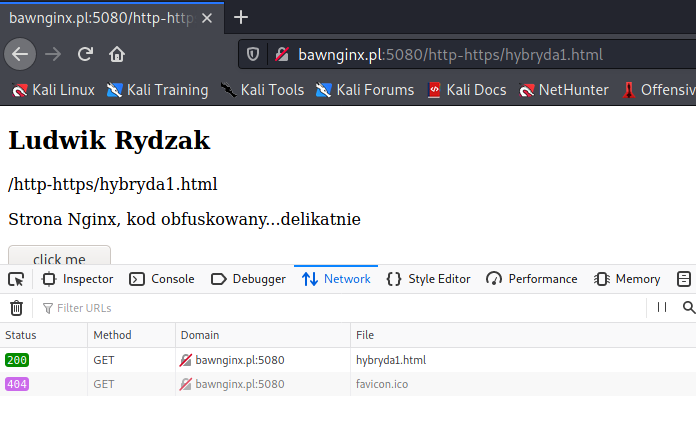 bawnginx.pl:5080/http-http
bawnginx.pl:5080/http-https/hybryda1.html
Kali Linux Kali Training Kali Tools Kali Forums Kali Docs NetHunter Offensiv
Ludwik Rydzak
/http-https/hybryda1.html
Strona Nginx, kod obfuskowany...delikatnie
click me
Inspector Console Debugger Network Style Editor Performance Memory
Filter URLs
Status Method Domain File
200 GET bawnginx.pl:5080 hybryda1.html
404 GET bawnginx.pl:5080 favicon.ico